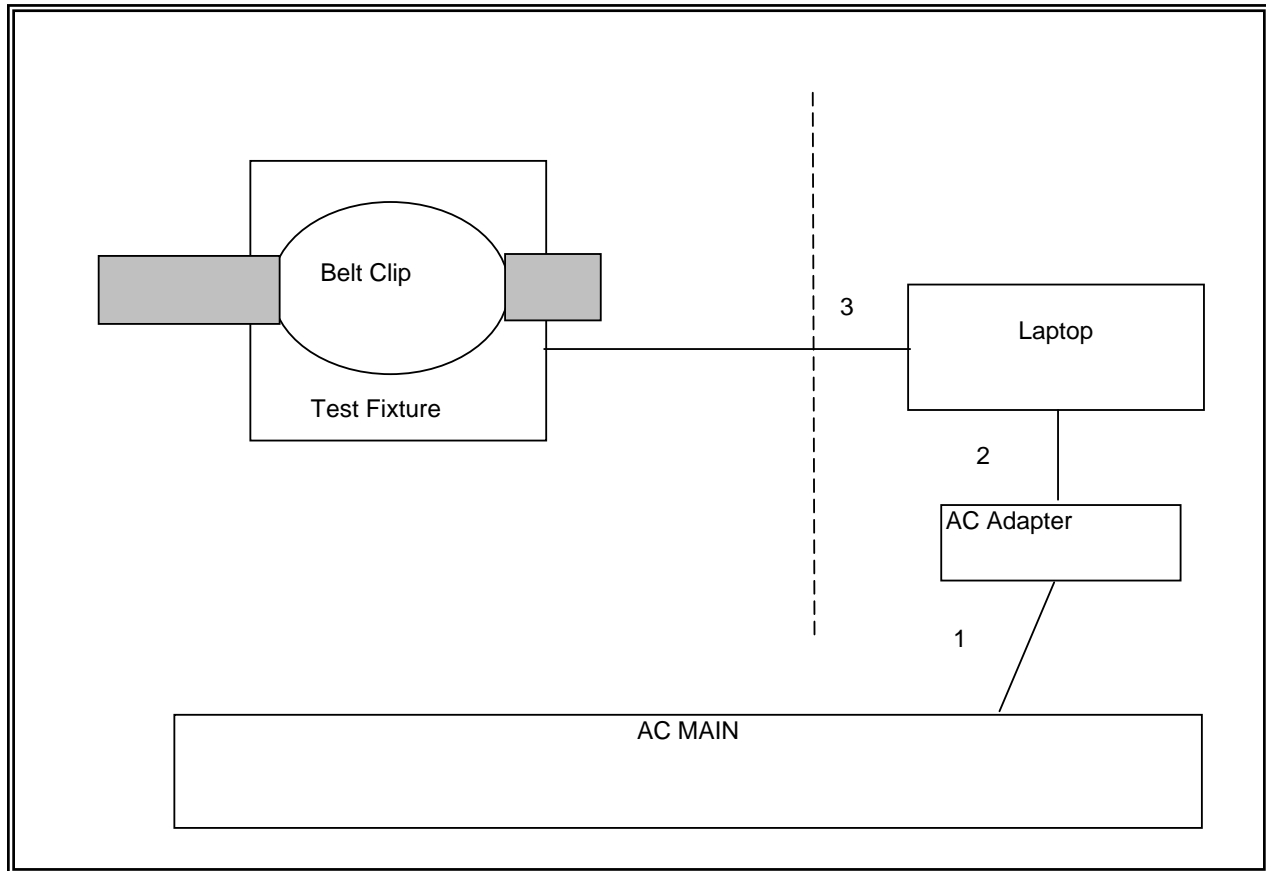 Belt Clip
3
Laptop
Test Fixture
2
AC Adapter
1
AC MAIN